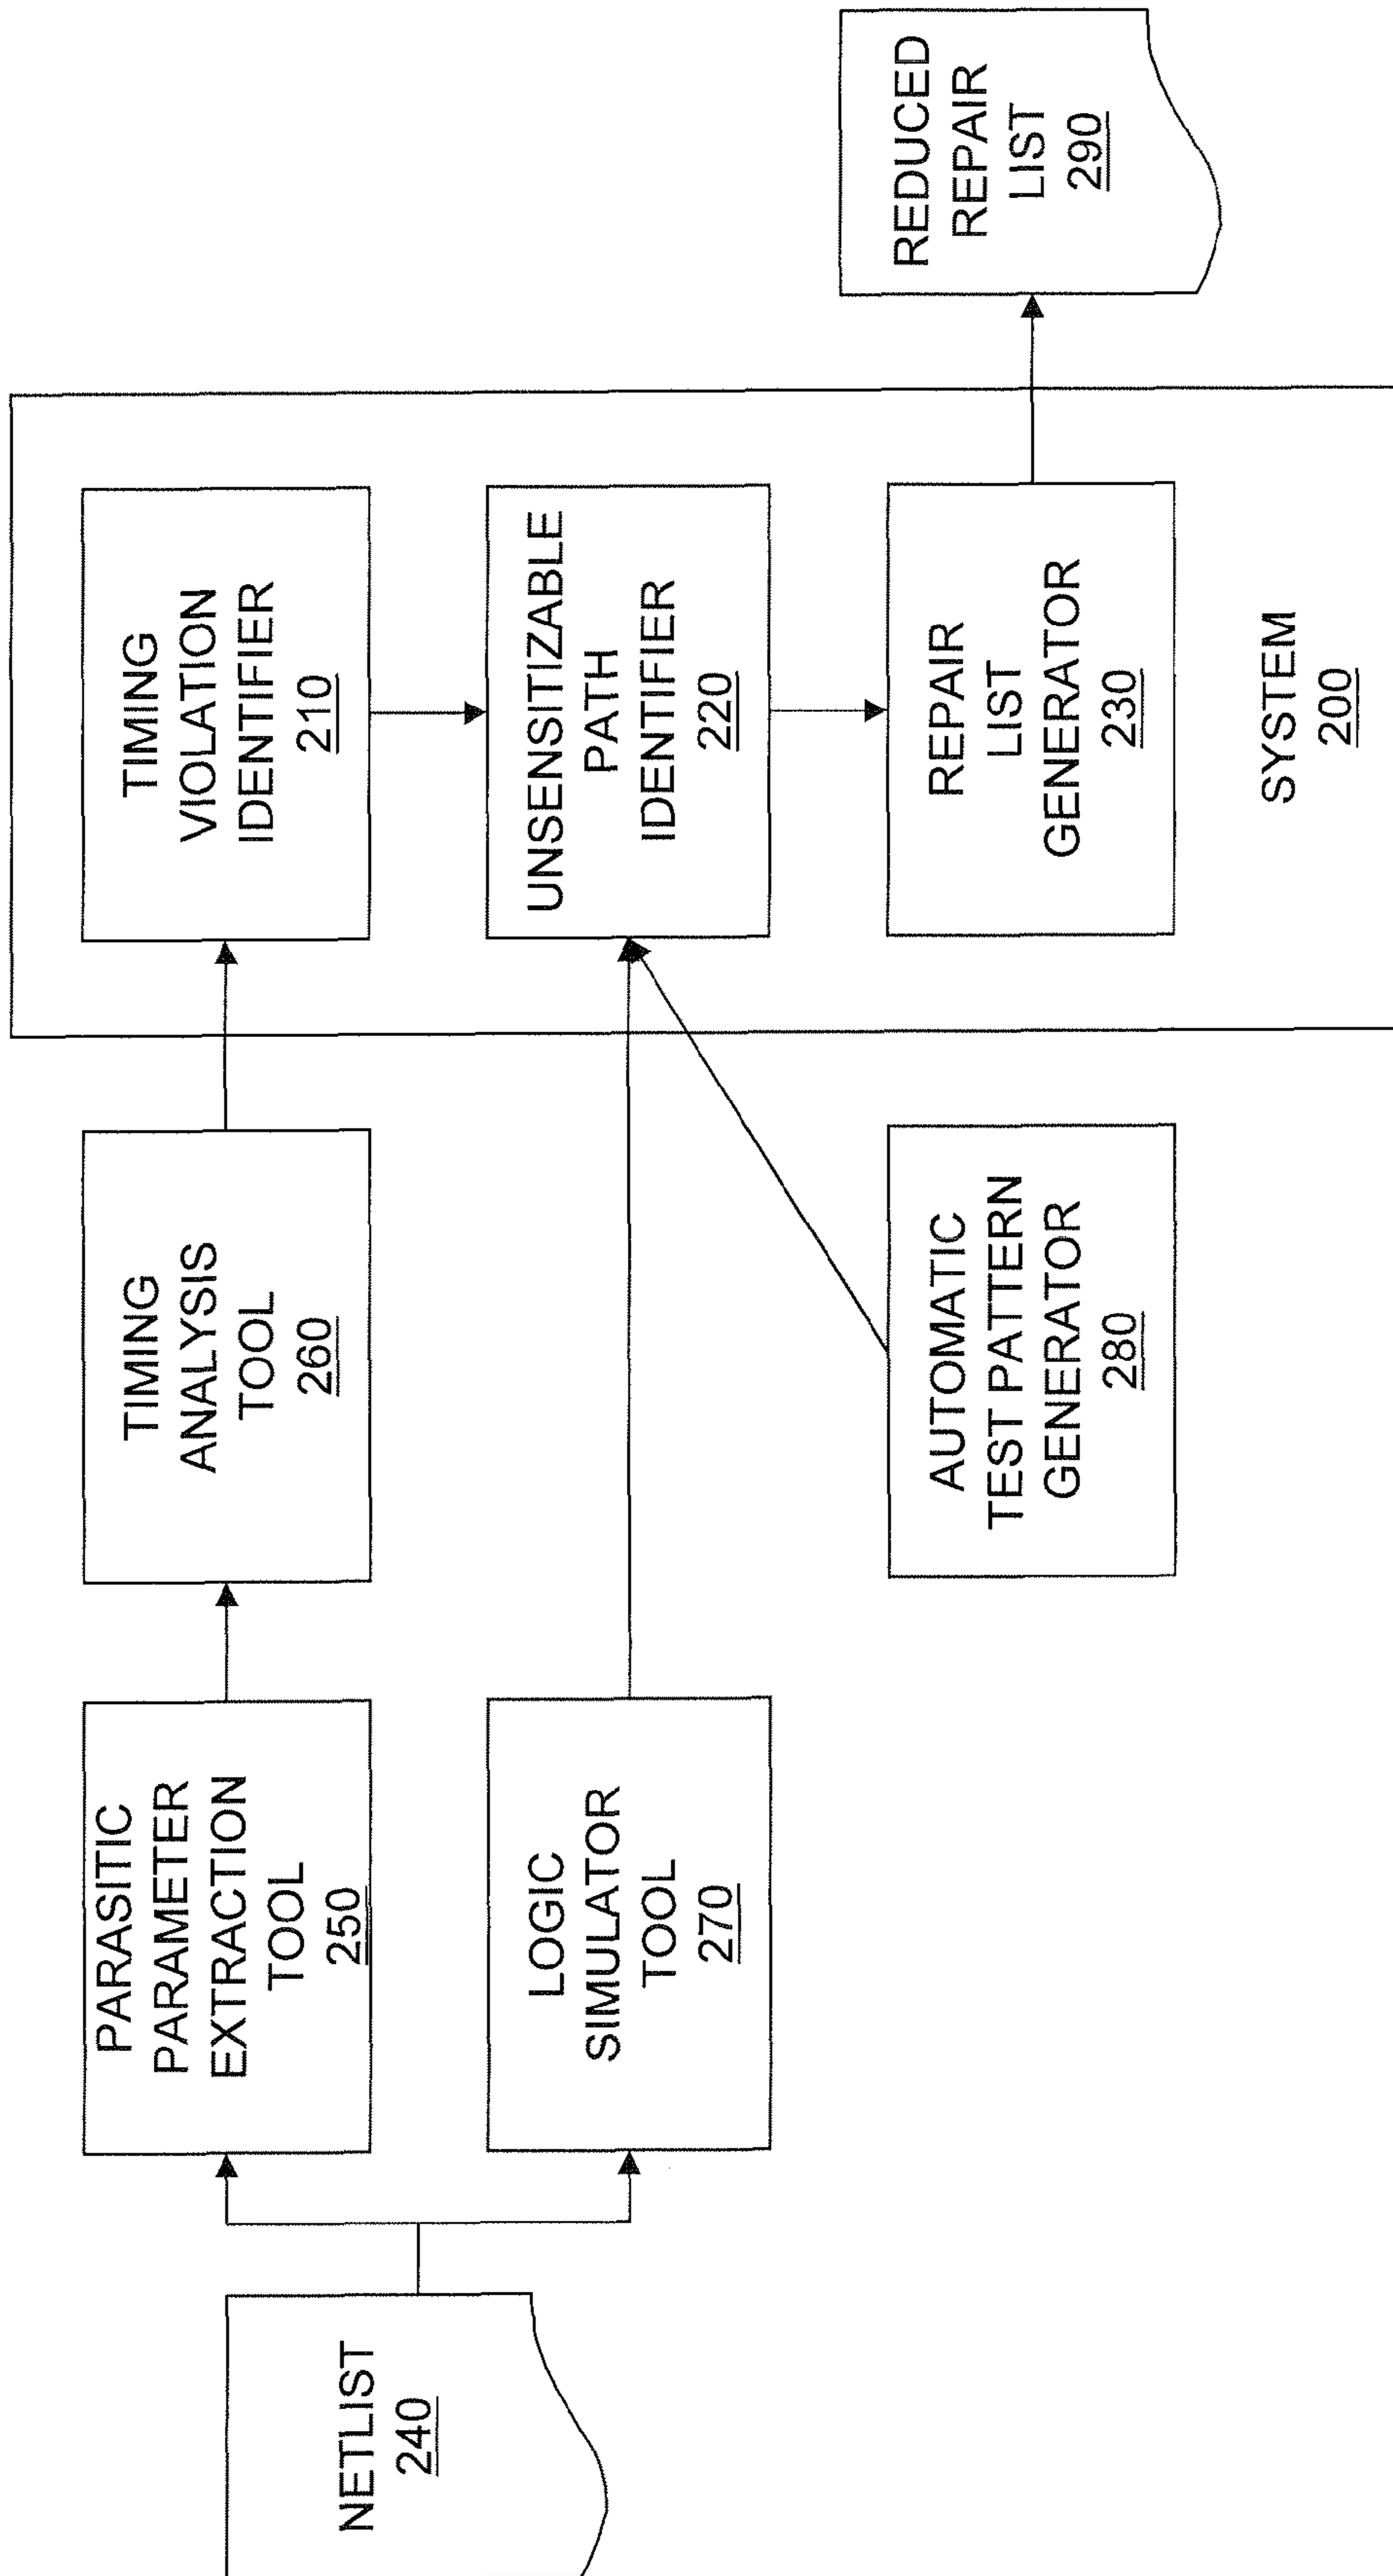 NETLIST
240
PARASITIC
PARAMETER
EXTRACTION
TOOL
250
LOGIC
SIMULATOR
TOOL
270
TIMING
ANALYSIS
TOOL
260
AUTOMATIC
TEST PATTERN
GENERATOR
280
TIMING
VIOLATION
IDENTIFIER
210
UNSENSITIZABLE
PATH
IDENTIFIER
220
REPAIR
LIST
GENERATOR
230
SYSTEM
200
REDUCED
REPAIR
LIST
290